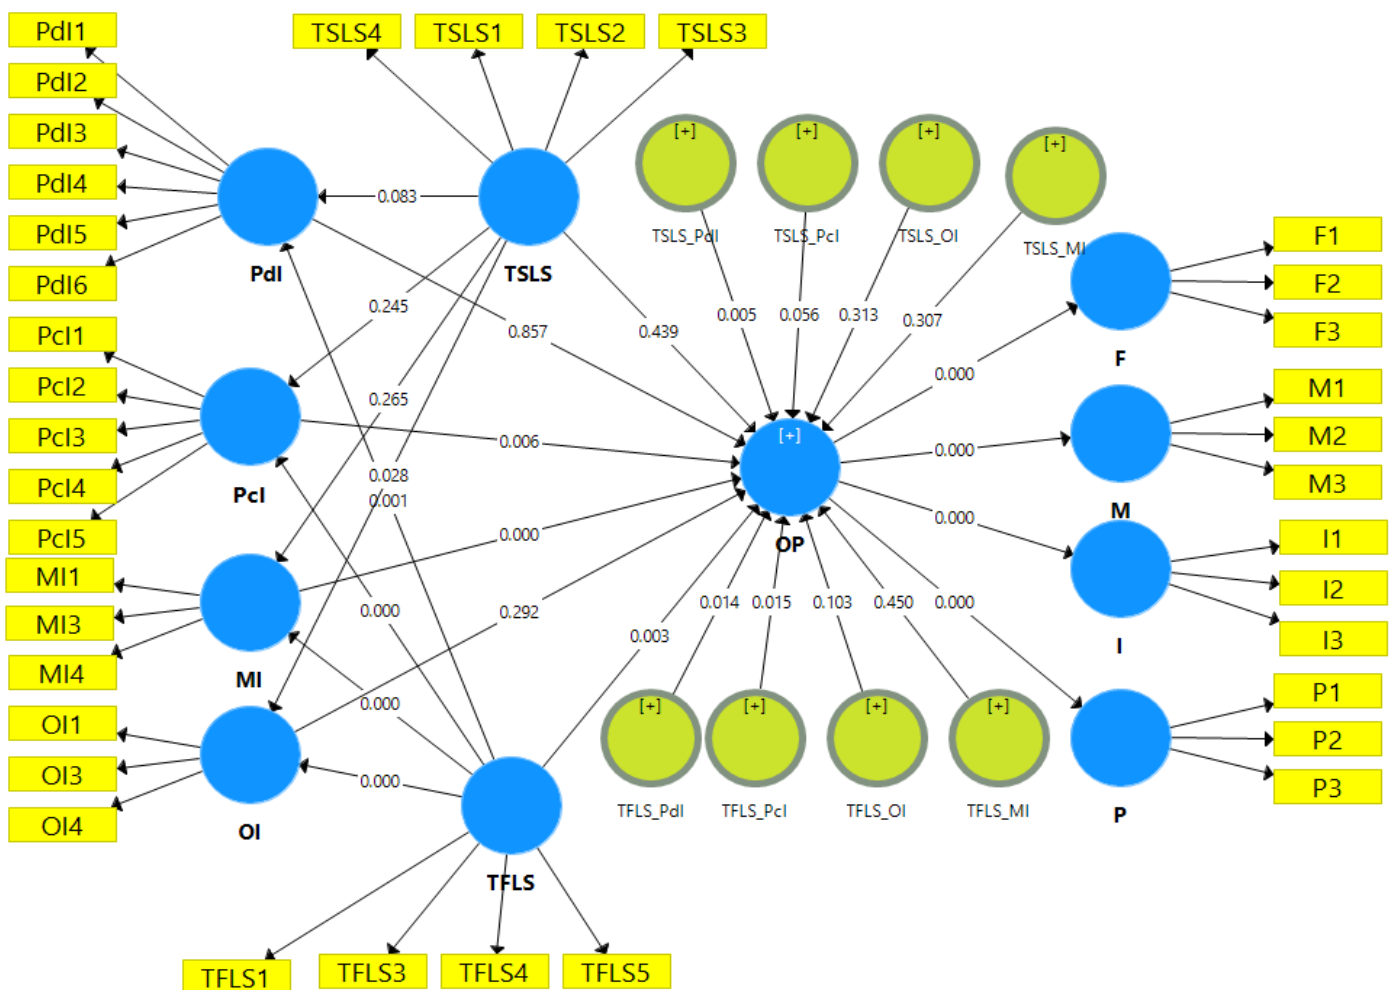 PdI1
PdI2
PdI3
PdI4
PdI5
PdI6
PcI1
PcI2
PcI3
PcI4
PcI5
MI1
MI3
MI4
OI1
OI3
OI4
TSLS4 TSLS1 TSLS2 TSLS3
PdI
TSLS
PcI
MI
OI
TFLS
TFLS1 TFLS3 TFLS4 TFLS5
0.083
0.245
0.857
0.439
0.265
0.006
0.028
0.001
0.000
0.000
0.292
0.000
0.000
0.003
[+] [+] [+] [+]
TSLS_PdI TSLS_PcI TSLS_OI TSLS_MI
0.005 0.056 0.313 0.307
[+]
OP
0.014 0.015 0.103 0.450 0.000
[+] [+] [+] [+]
TFLS_PdI TFLS_PcI TFLS_OI TFLS_MI
0.000
0.000
0.000
F
M
I
P
F1
F2
F3
M1
M2
M3
I1
I2
I3
P1
P2
P3